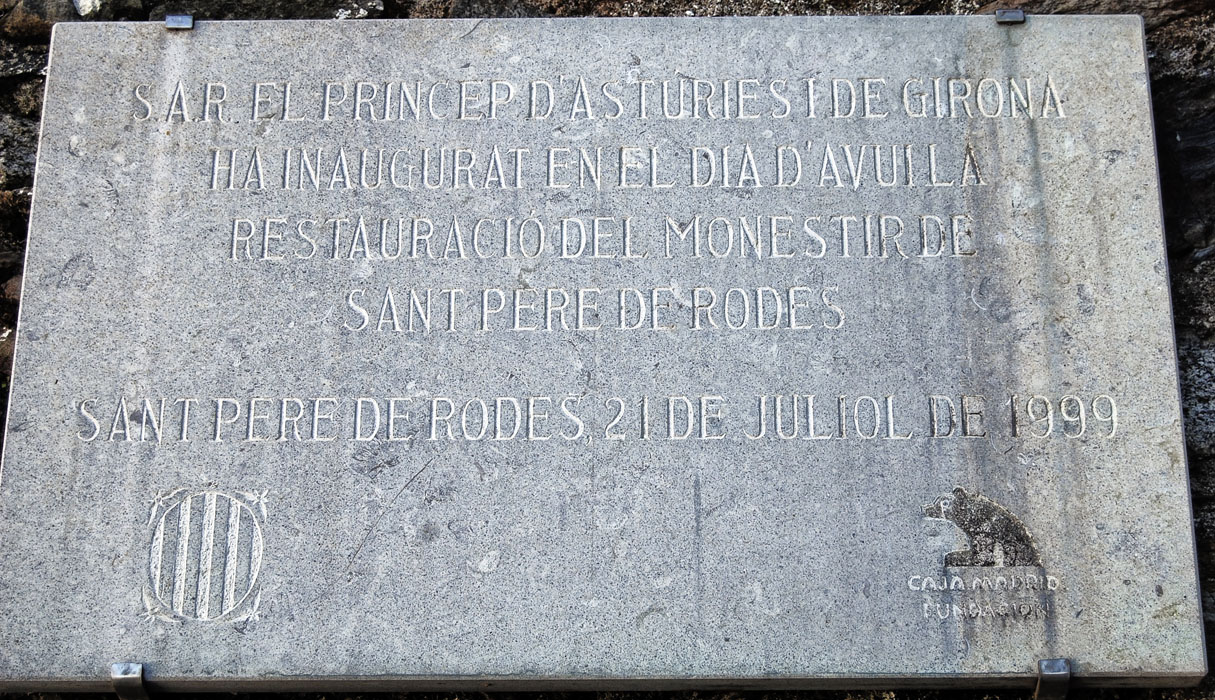 S.A.R. EL PRINCEP D'ASTURIES I DE GIRONA
HA INAUGURAT EN EL DIA D'AVUI LA
RESTAURACIÓ DEL MONESTIR DE
SANT PERE DE RODES
SANT PERE DE RODES, 21 DE JULIOL DE 1999
CAJA MADRID
FUNDACION